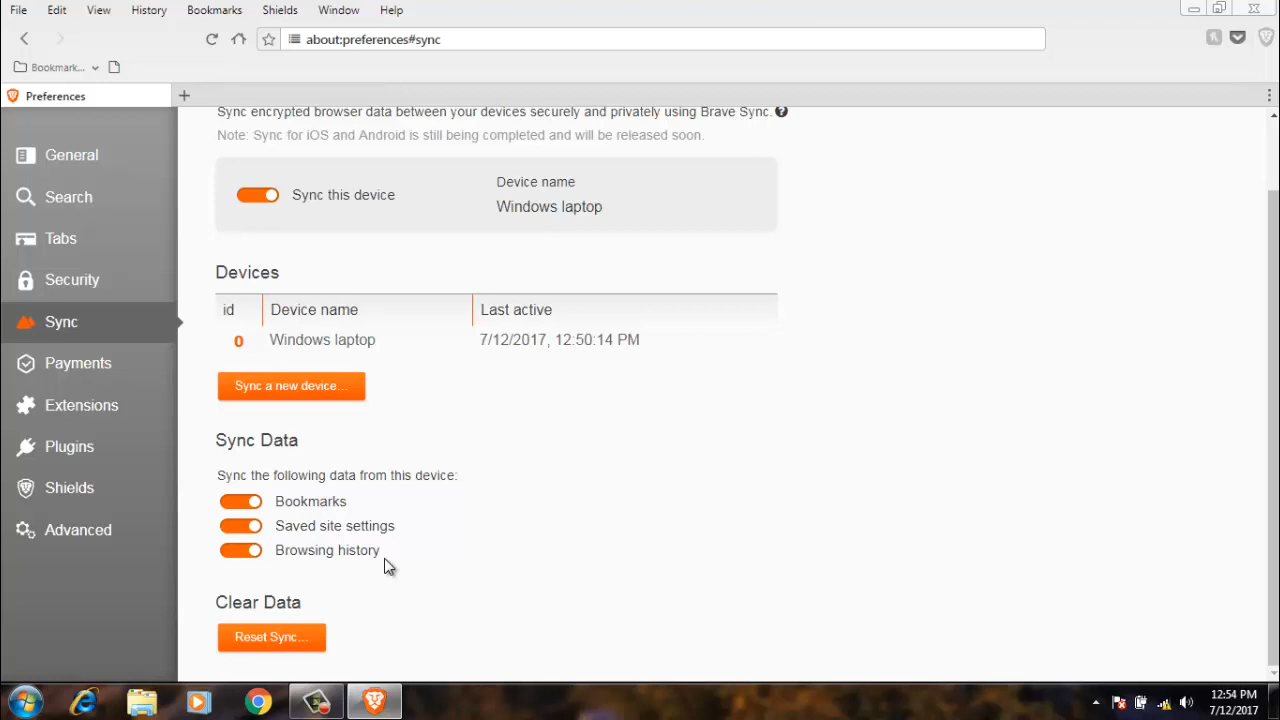 File Edit View History Bookmarks Shields Window Help
about:preferences#sync
Bookmark...
Preferences
Sync encrypted browser data between your devices securely and privately using Brave Sync.
Note: Sync for iOS and Android is still being completed and will be released soon.
General
Search
Tabs
Security
Sync
Payments
Extensions
Plugins
Shields
Advanced
Sync this device
Device name
Windows laptop
Devices
id Device name Last active
0 Windows laptop 7/12/2017, 12:50:14 PM
Sync a new device...
Sync Data
Sync the following data from this device:
Bookmarks
Saved site settings
Browsing history
Clear Data
Reset Sync...
12:54 PM
7/12/2017